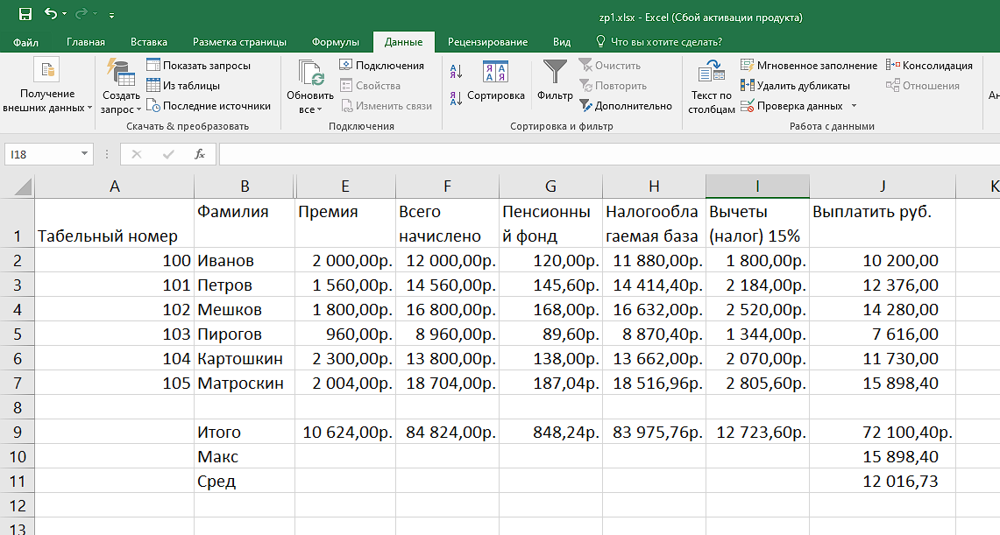 zp1.xlsx - Excel (Сбой активации продукта)
Файл Главная Вставка Разметка страницы Формулы Данные Рецензирование Вид Что вы хотите сделать?
Получение внешних данных
Создать запрос
Показать запросы
Из таблицы
Последние источники
Скачать & преобразовать
Обновить все
Подключения
Свойства
Изменить связи
Подключения
Сортировка
Фильтр
Очистить
Повторить
Дополнительно
Сортировка и фильтр
Текст по столбцам
Мгновенное заполнение
Удалить дубликаты
Проверка данных
Консолидация
Отношения
Работа с данными
Ан
I18 fx
A B E F G H I J K
1 Табельный номер Фамилия Премия Всего начислено Пенсионный фонд Налогооблагаемая база Вычеты (налог) 15% Выплатить руб.
2 100 Иванов 2 000,00р. 12 000,00р. 120,00р. 11 880,00р. 1 800,00р. 10 200,00
3 101 Петров 1 560,00р. 14 560,00р. 145,60р. 14 414,40р. 2 184,00р. 12 376,00
4 102 Мешков 1 800,00р. 16 800,00р. 168,00р. 16 632,00р. 2 520,00р. 14 280,00
5 103 Пирогов 960,00р. 8 960,00р. 89,60р. 8 870,40р. 1 344,00р. 7 616,00
6 104 Картошкин 2 300,00р. 13 800,00р. 138,00р. 13 662,00р. 2 070,00р. 11 730,00
7 105 Матроскин 2 004,00р. 18 704,00р. 187,04р. 18 516,96р. 2 805,60р. 15 898,40
8
9 Итого 10 624,00р. 84 824,00р. 848,24р. 83 975,76р. 12 723,60р. 72 100,40р.
10 Макс 15 898,40
11 Сред 12 016,73
12
13